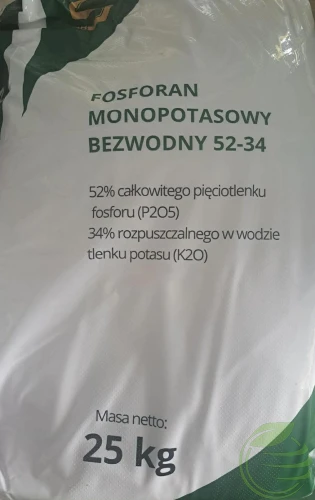 FOSFORAN
MONOPOTASOWY
BEZWODNY 52-34
52% całkowitego pięciotlenku
fosforu (P2O5)
34% rozpuszczalnego w wodzie
tlenku potasu (K2O)
Masa netto:
25 kg